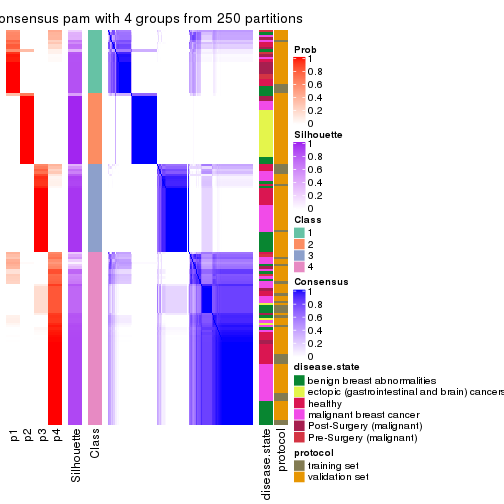 onsensus pam with 4 groups from 250 partitions
Prob
1
0.8
0.6
0.4
0.2
0
Silhouette
1
0.8
0.6
0.4
0.2
0
Class
1
2
3
4
Consensus
1
0.8
0.6
0.4
0.2
0
disease.state
benign breast abnormalities
ectopic (gastrointestinal and brain) cancers
healthy
malignant breast cancer
Post-Surgery (malignant)
Pre-Surgery (malignant)
protocol
training set
validation set
p1
p2
p3
p4
Silhouette
Class
disease.state
protocol